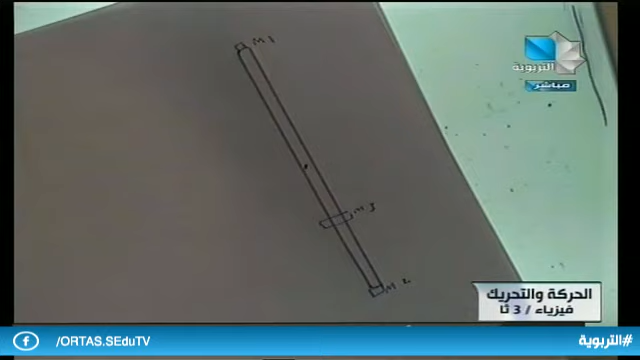 M1
التربوية
مباشر
M3
M2
الحركة والتحريك
فيزياء / 3 ثا
/ORTAS.SEduTV
#التربوية